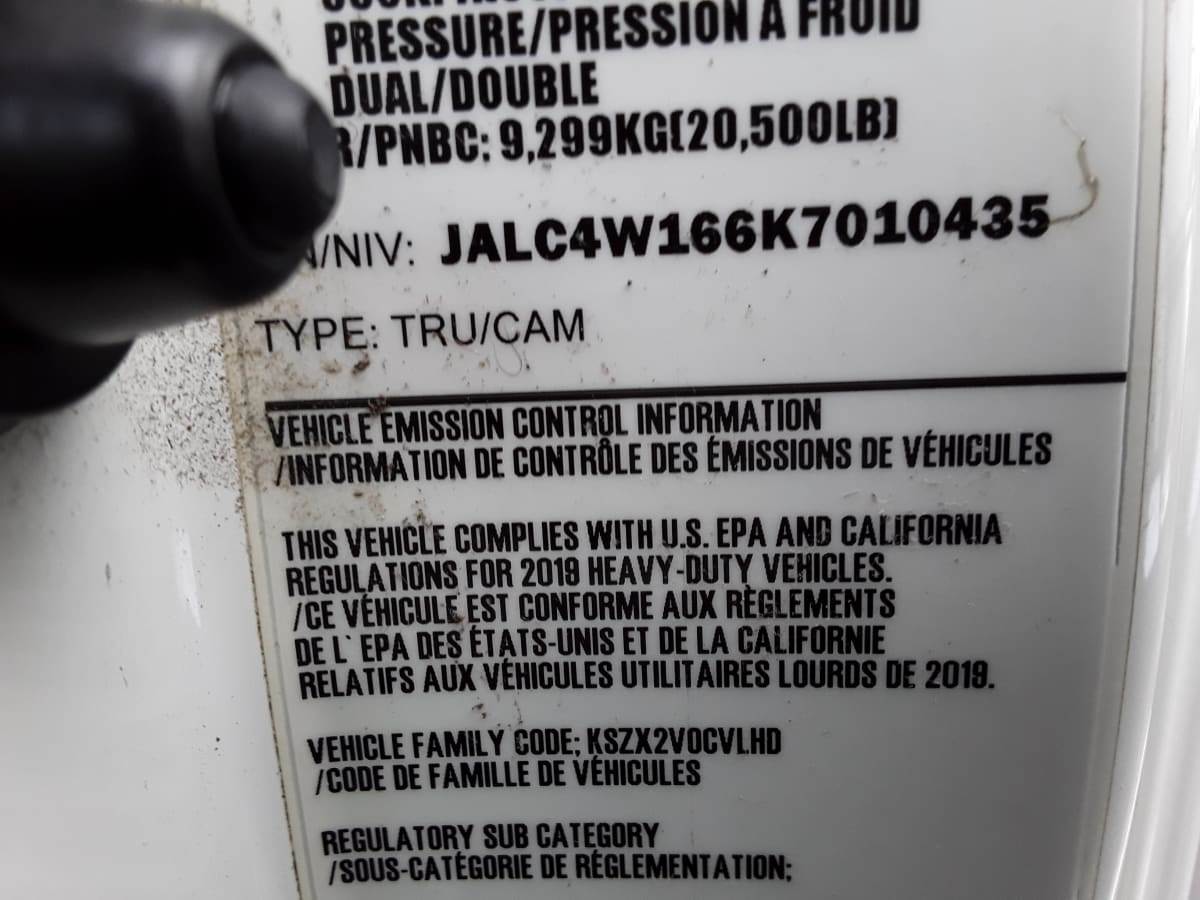 PRESSURE/PRESSION A FROID
DUAL/DOUBLE
R/PNBC: 9,299KG(20,500LB)
/NIV: JALC4W166K7010435
TYPE: TRU/CAM
VEHICLE EMISSION CONTROL INFORMATION
/INFORMATION DE CONTRÔLE DES ÉMISSIONS DE VÉHICULES
THIS VEHICLE COMPLIES WITH U.S. EPA AND CALIFORNIA
REGULATIONS FOR 2019 HEAVY-DUTY VEHICLES.
/CE VÉHICULE EST CONFORME AUX RÈGLEMENTS
DE L'EPA DES ÉTATS-UNIS ET DE LA CALIFORNIE
RELATIFS AUX VÉHICULES UTILITAIRES LOURDS DE 2019.
VEHICLE FAMILY CODE; KSZX2VOCVLHD
/CODE DE FAMILLE DE VÉHICULES
REGULATORY SUB CATEGORY
/SOUS-CATÉGORIE DE RÉGLEMENTATION;